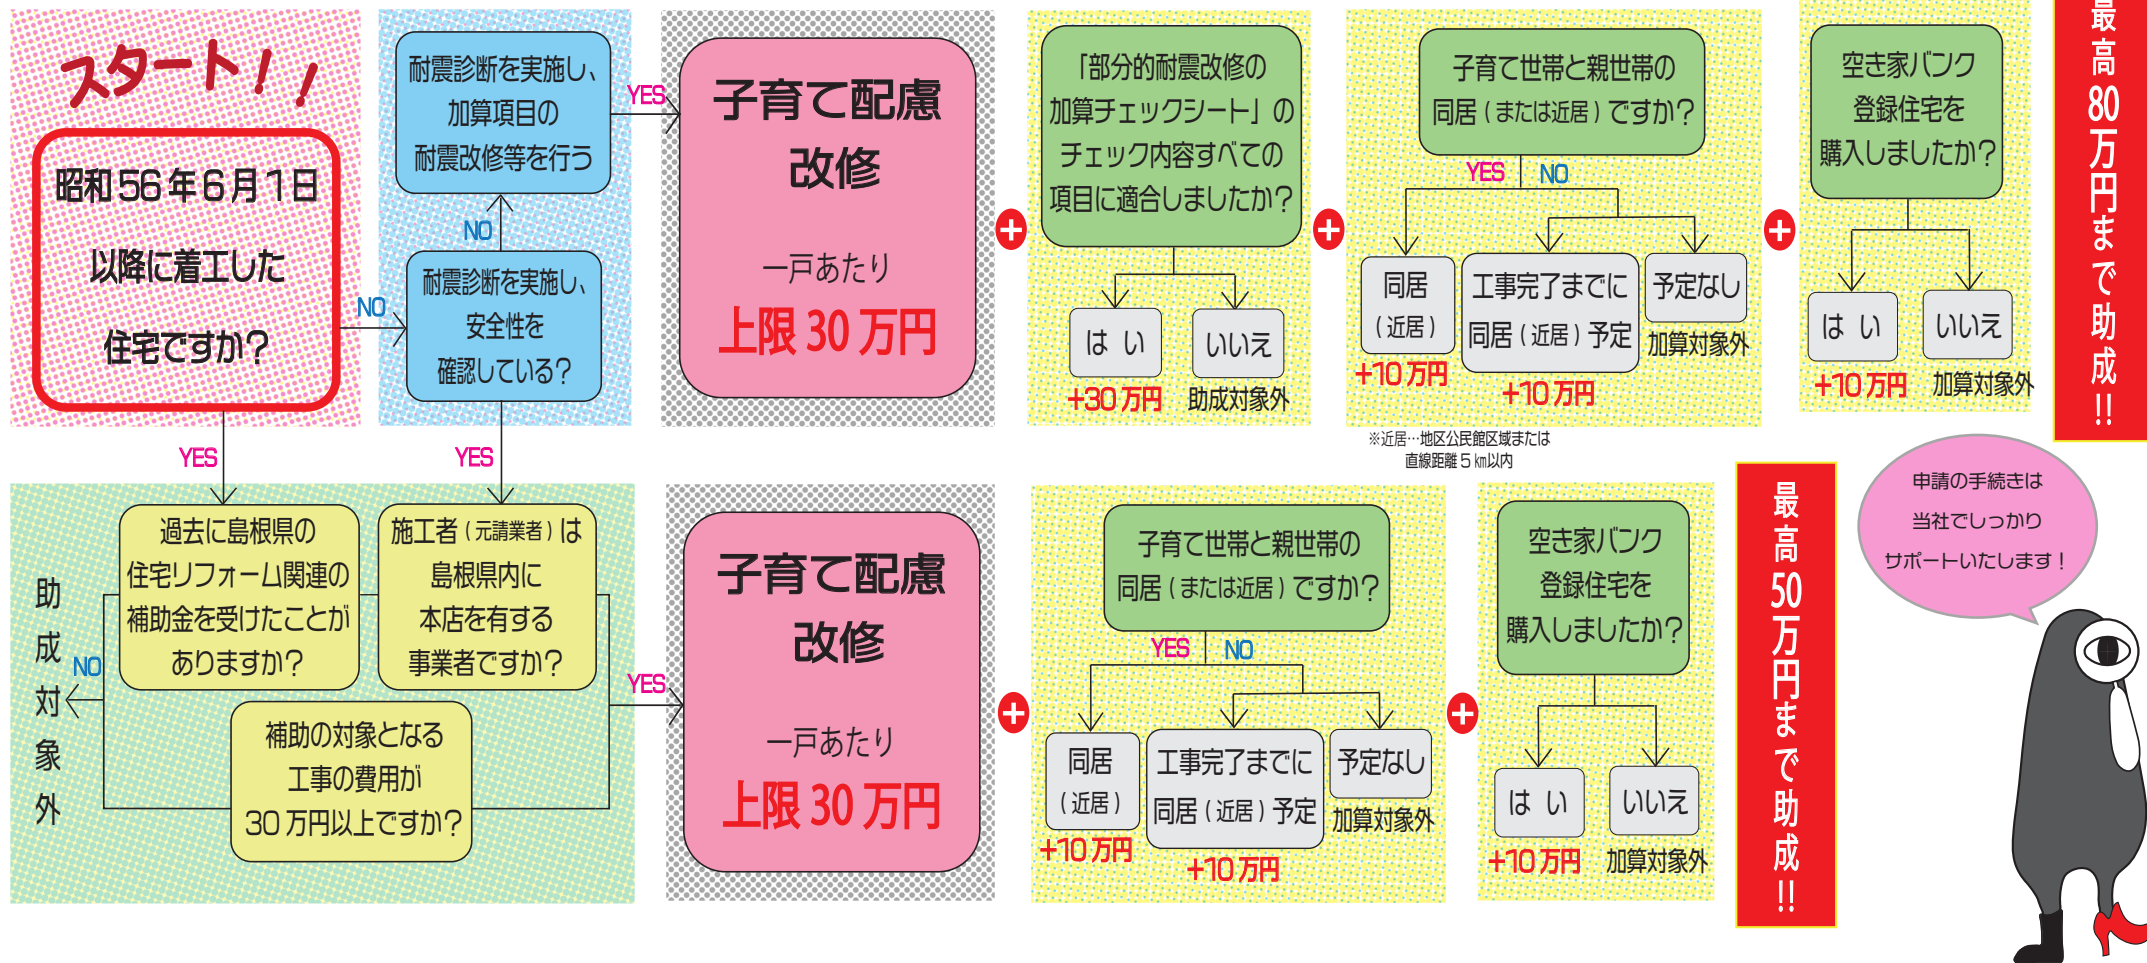 スタート!!
昭和56年6月1日
以降に着工した
住宅ですか?
NO
YES
耐震診断を実施し、
加算項目の
耐震改修等を行う
NO
耐震診断を実施し、
安全性を
確認している?
YES
YES
子育て配慮
改修
一戸あたり
上限30万円
+
「部分的耐震改修の
加算チェックシート」の
チェック内容すべての
項目に適合しましたか?
はい
+30万円
いいえ
助成対象外
+
子育て世帯と親世帯の
同居(または近居)ですか?
YES
NO
同居
(近居)
+10万円
工事完了までに
同居(近居)予定
+10万円
予定なし
加算対象外
※近居…地区公民館区域または
直線距離5㎞以内
+
空き家バンク
登録住宅を
購入しましたか?
はい
+10万円
いいえ
加算対象外
最高80万円まで助成!!
過去に島根県の
住宅リフォーム関連の
補助金を受けたことが
ありますか?
施工者(元請業者)は
島根県内に
本店を有する
事業者ですか?
補助の対象となる
工事の費用が
30万円以上ですか?
NO
助成対象外
YES
子育て配慮
改修
一戸あたり
上限30万円
+
子育て世帯と親世帯の
同居(または近居)ですか?
YES
NO
同居
(近居)
+10万円
工事完了までに
同居(近居)予定
+10万円
予定なし
加算対象外
+
空き家バンク
登録住宅を
購入しましたか?
はい
+10万円
いいえ
加算対象外
最高50万円まで助成!!
申請の手続きは
当社でしっかり
サポートいたします!